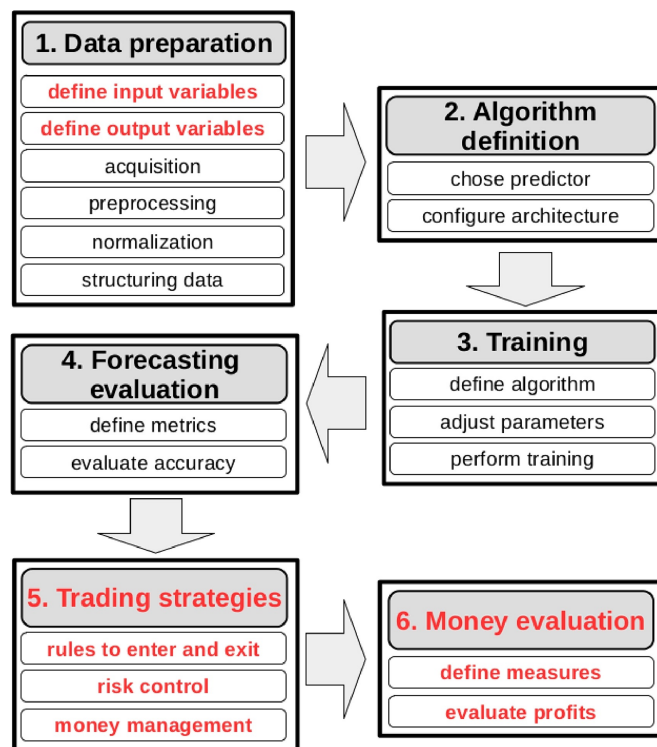 1. Data preparation
define input variables
define output variables
acquisition
preprocessing
normalization
structuring data
2. Algorithm
definition
chose predictor
configure architecture
3. Training
define algorithm
adjust parameters
perform training
4. Forecasting
evaluation
define metrics
evaluate accuracy
5. Trading strategies
rules to enter and exit
risk control
money management
6. Money evaluation
define measures
evaluate profits